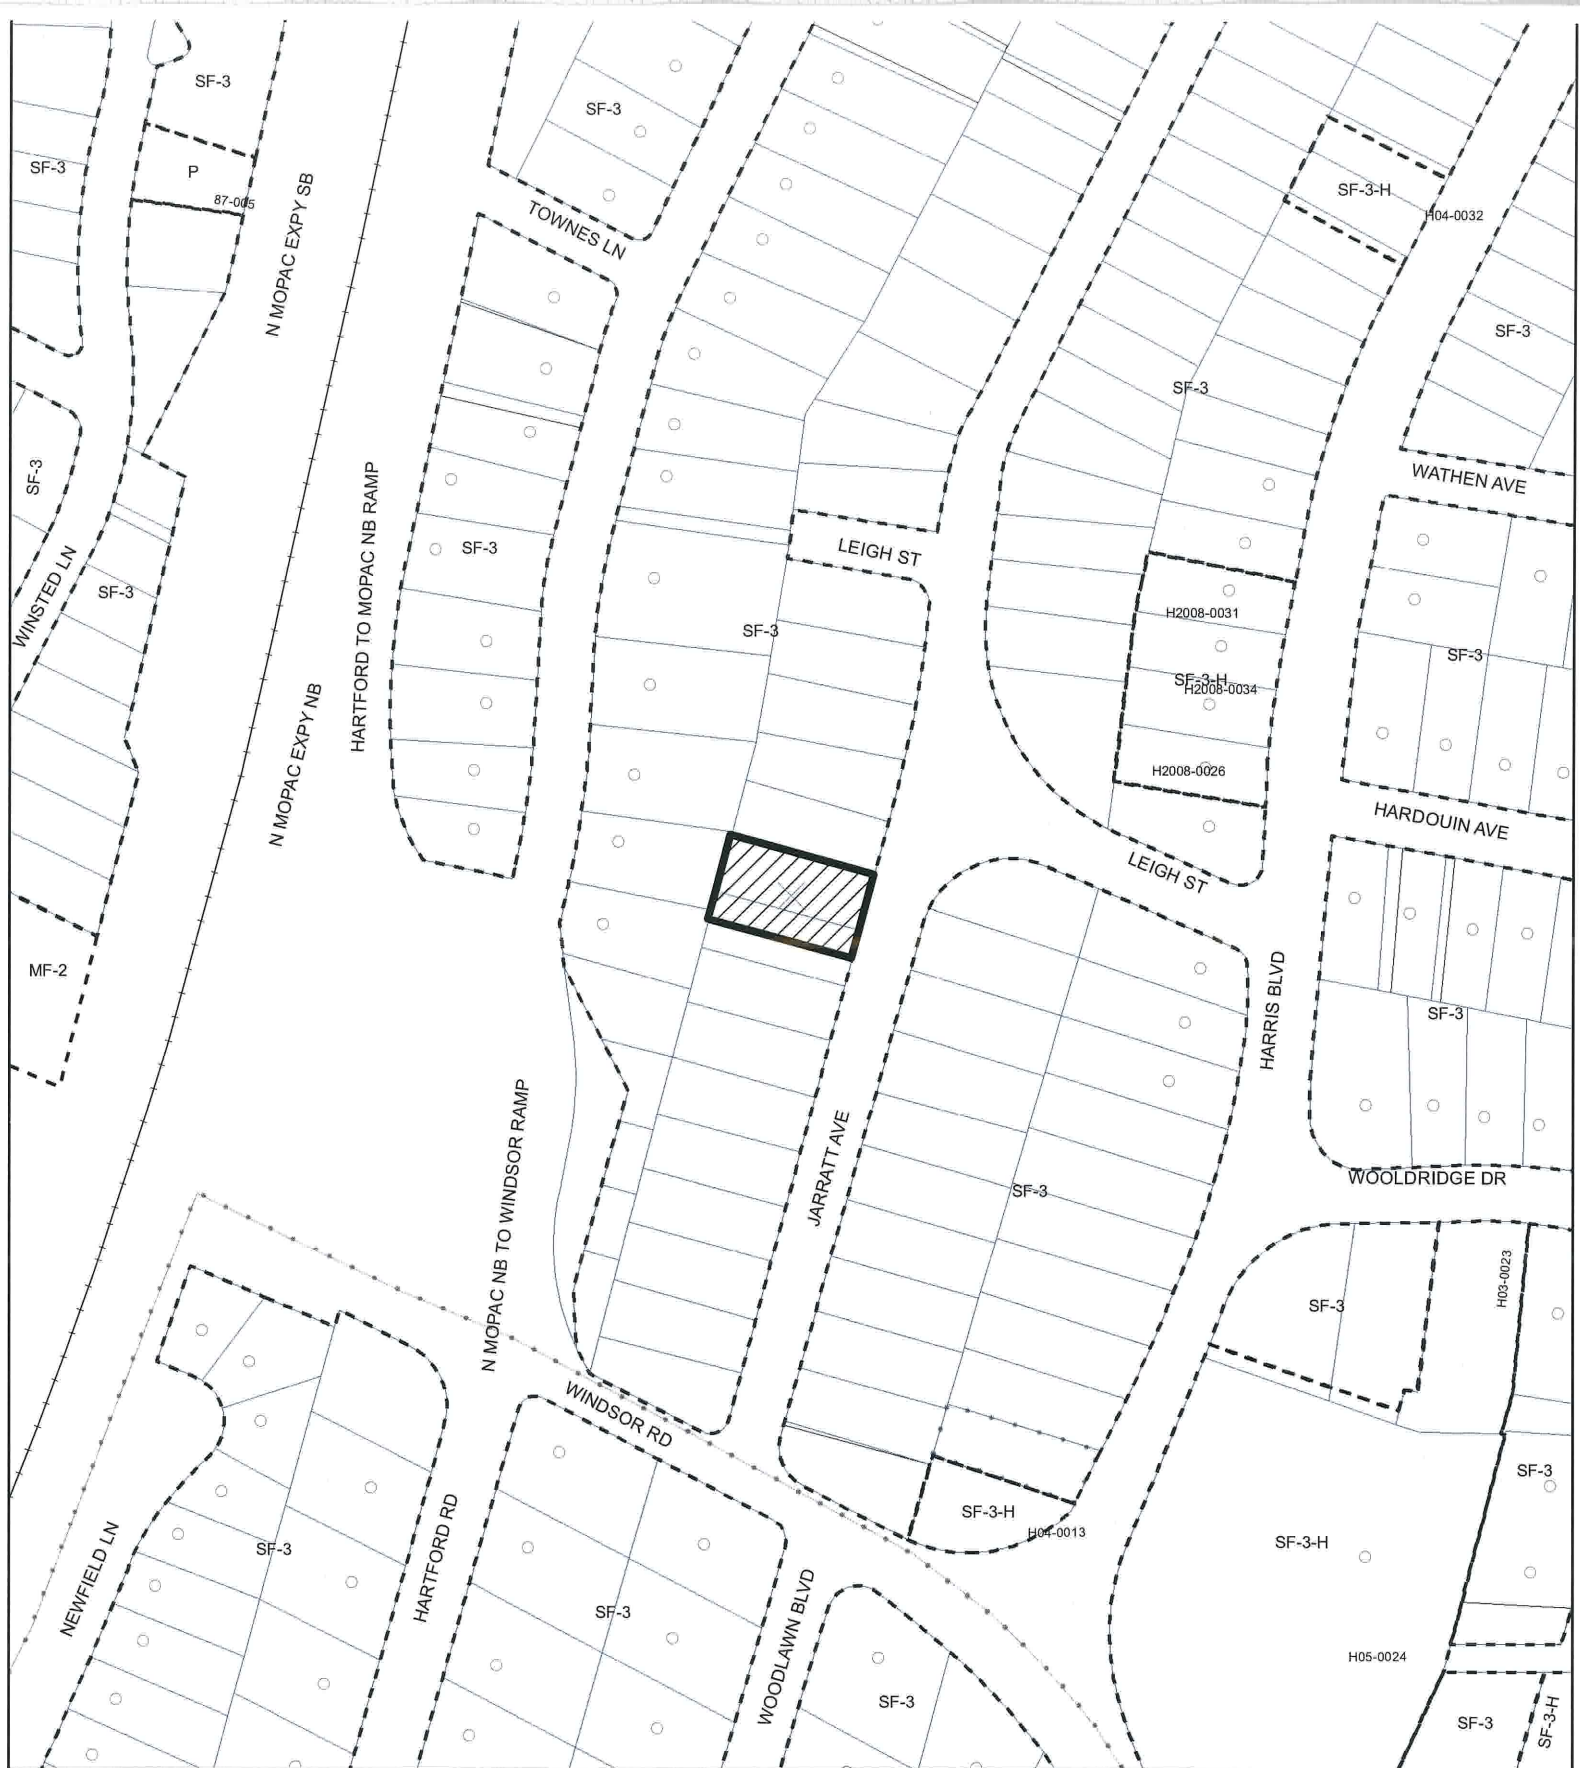 SF-3
SF-3
SF-3
P
87-005
SF-3-H
H04-0032
TOWNES LN
N MOPAC EXPY SB
SF-3
SF-3
WATHEN AVE
SF-3
HARTFORD TO MOPAC NB RAMP
SF-3
LEIGH ST
WINSTED LN
SF-3
H2008-0031
SF-3
SF-3
SF-3-H
H2008-0034
N MOPAC EXPY NB
H2008-0026
HARDOUIN AVE
LEIGH ST
MF-2
HARRIS BLVD
SF-3
N MOPAC NB TO WINDSOR RAMP
JARRATT AVE
SF-3
WOOLDRIDGE DR
H03-0023
SF-3
WINDSOR RD
SF-3
SF-3-H
H04-0013
SF-3-H
NEWFIELD LN
SF-3
HARTFORD RD
SF-3
WOODLAWN BLVD
H05-0024
SF-3
SF-3
SF-3-H